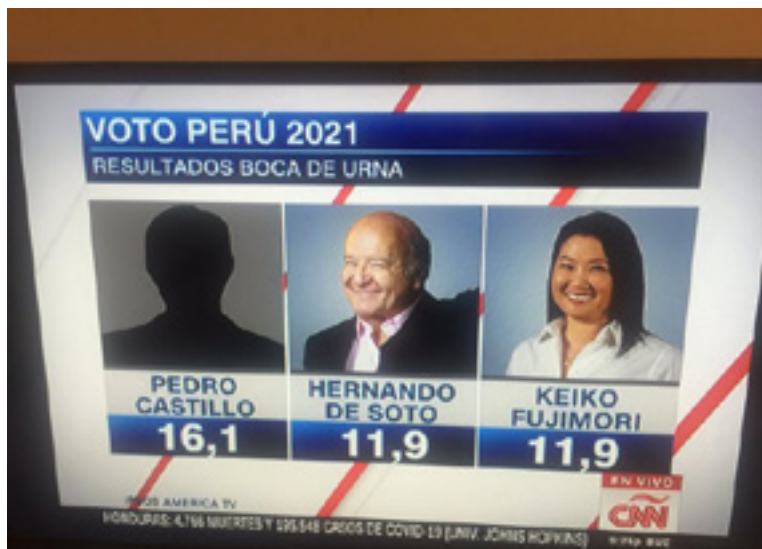 VOTO PERÚ 2021
RESULTADOS BOCA DE URNA
PEDRO
CASTILLO
16,1
HERNANDO
DE SOTO
11,9
KEIKO
FUJIMORI
11,9
EN VIVO
CNN
AMERICA TV
HONDURAS: 4.766 MUERTES Y 195.548 CASOS DE COVID-19 (UNIV. JOHNS HOPKINS)